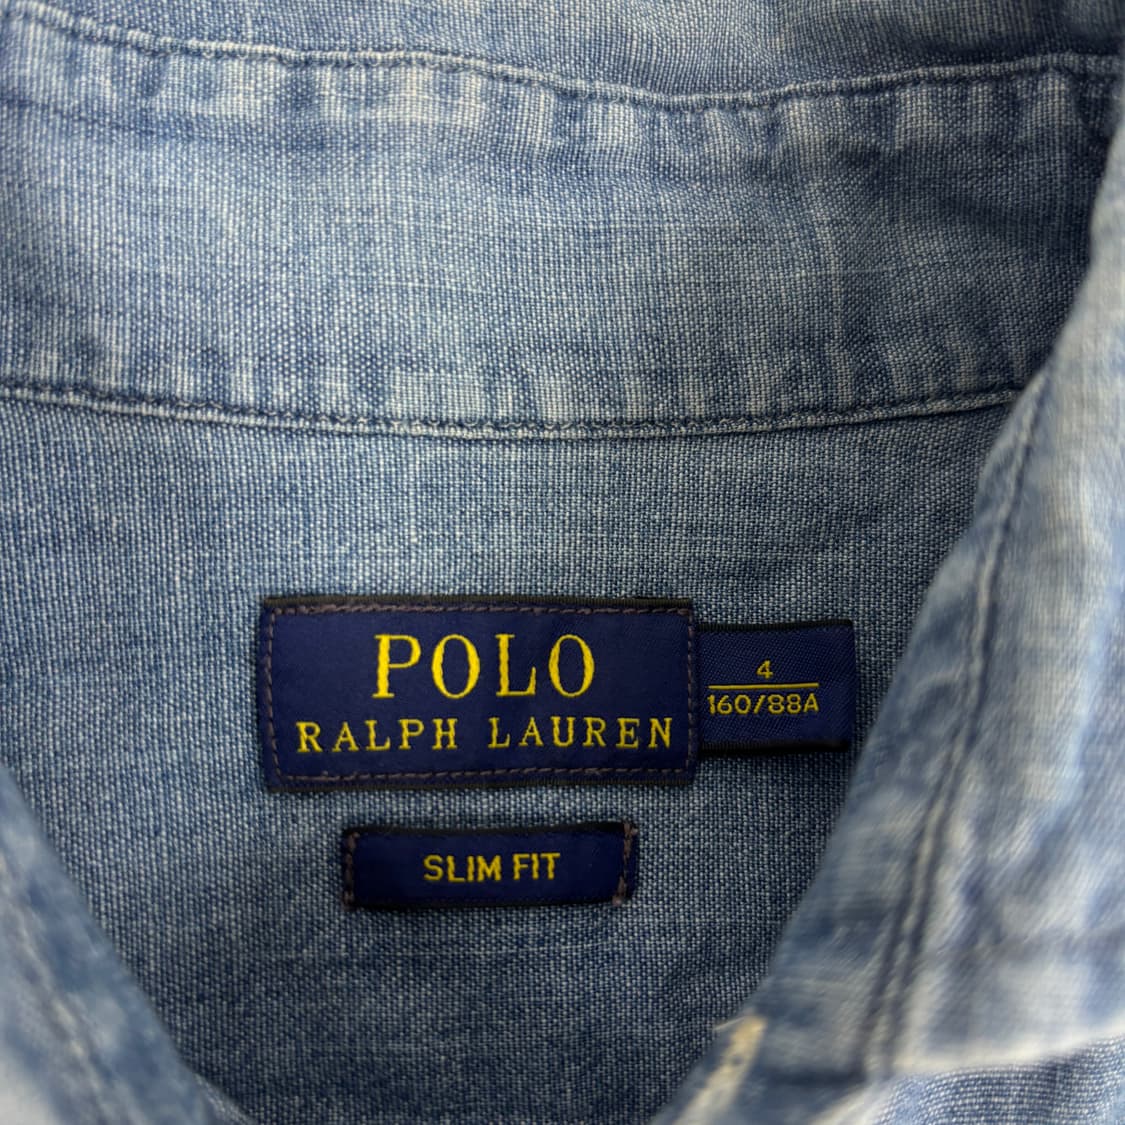 POLO
RALPH LAUREN
4
160/88A
SLIM FIT